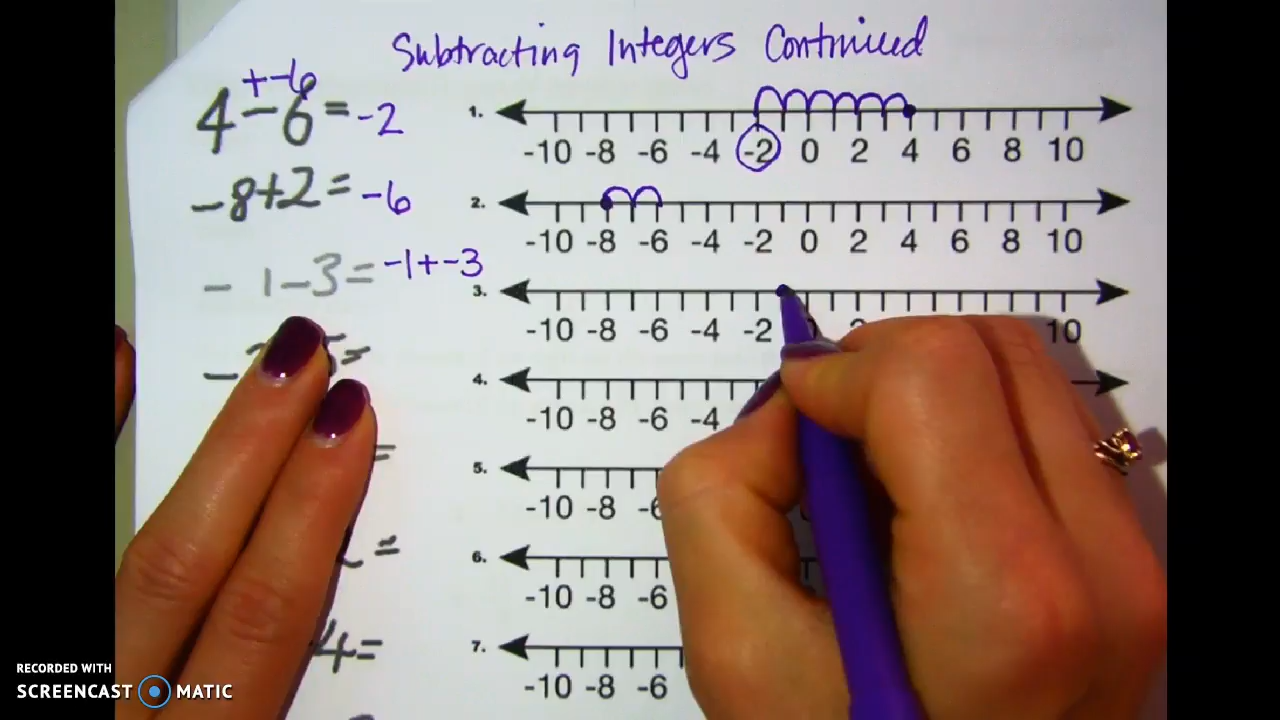 Subtracting Integers Continued
+-6
4-6=-2
1.
-10 -8 -6 -4 -2 0 2 4 6 8 10
-8+2=-6
2.
-10 -8 -6 -4 -2 0 2 4 6 8 10
-1-3=-1+-3
3.
-10 -8 -6 -4 -2 0 2 10
4.
-10 -8 -6 -4
=
5.
-10 -8 -6
=
6.
-10 -8 -6
4=
7.
-10 -8 -6
RECORDED WITH
SCREENCAST MATIC